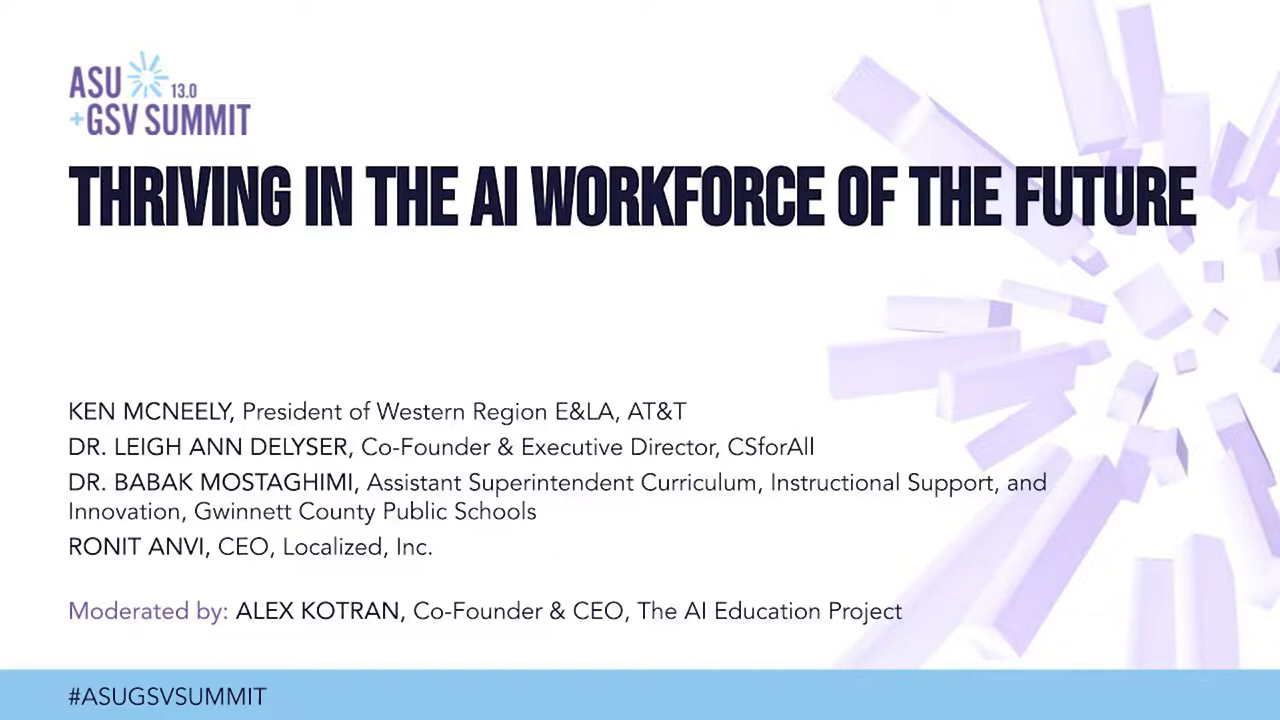 ASU 13.0
+GSV SUMMIT
THRIVING IN THE AI WORKFORCE OF THE FUTURE
KEN MCNEELY, President of Western Region E&LA, AT&T
DR. LEIGH ANN DELYSER, Co-Founder & Executive Director, CSforAll
DR. BABAK MOSTAGHIMI, Assistant Superintendent Curriculum, Instructional Support, and
Innovation, Gwinnett County Public Schools
RONIT ANVI, CEO, Localized, Inc.
Moderated by: ALEX KOTRAN, Co-Founder & CEO, The AI Education Project
#ASUGSVSUMMIT